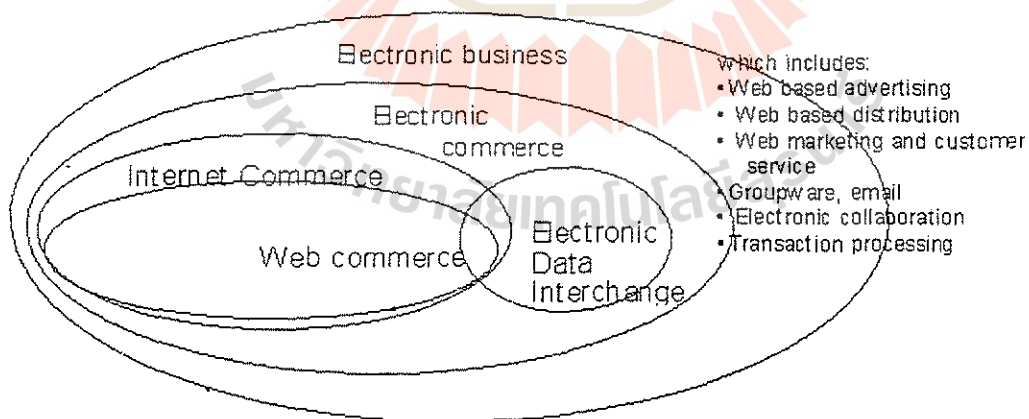 Electronic business
Electronic
commerce
Internet Commerce
Web commerce
Electronic
Data
Interchange
which includes:
• Web based advertising
• Web based distribution
• Web marketing and customer
service
• Groupware, email
• Electronic collaboration
• Transaction processing